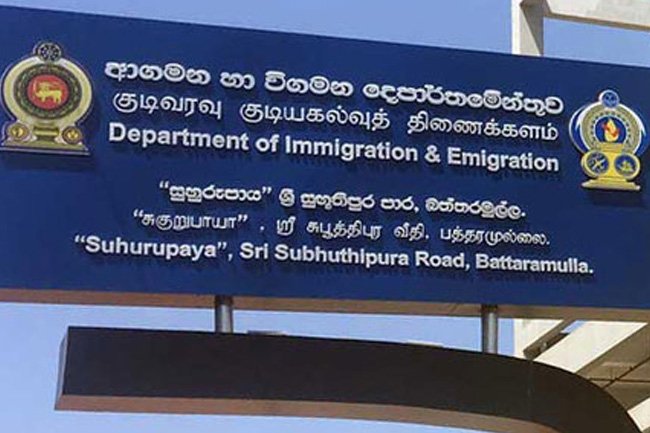 ආගමන හා විගමන දෙපාර්තමේන්තුව
குடிவரவு குடியகல்வுத் திணைக்களம்
Department of Immigration & Emigration
“සුහුරුපාය” ශ්‍රී සුභූතිපුර පාර, බත්තරමුල්ල.
“சுகுறுபாயா” , ஸ்ரீ சுபூத்திபுர வீதி, பத்தரமுல்லை.
“Suhurupaya”, Sri Subhuthipura Road, Battaramulla.